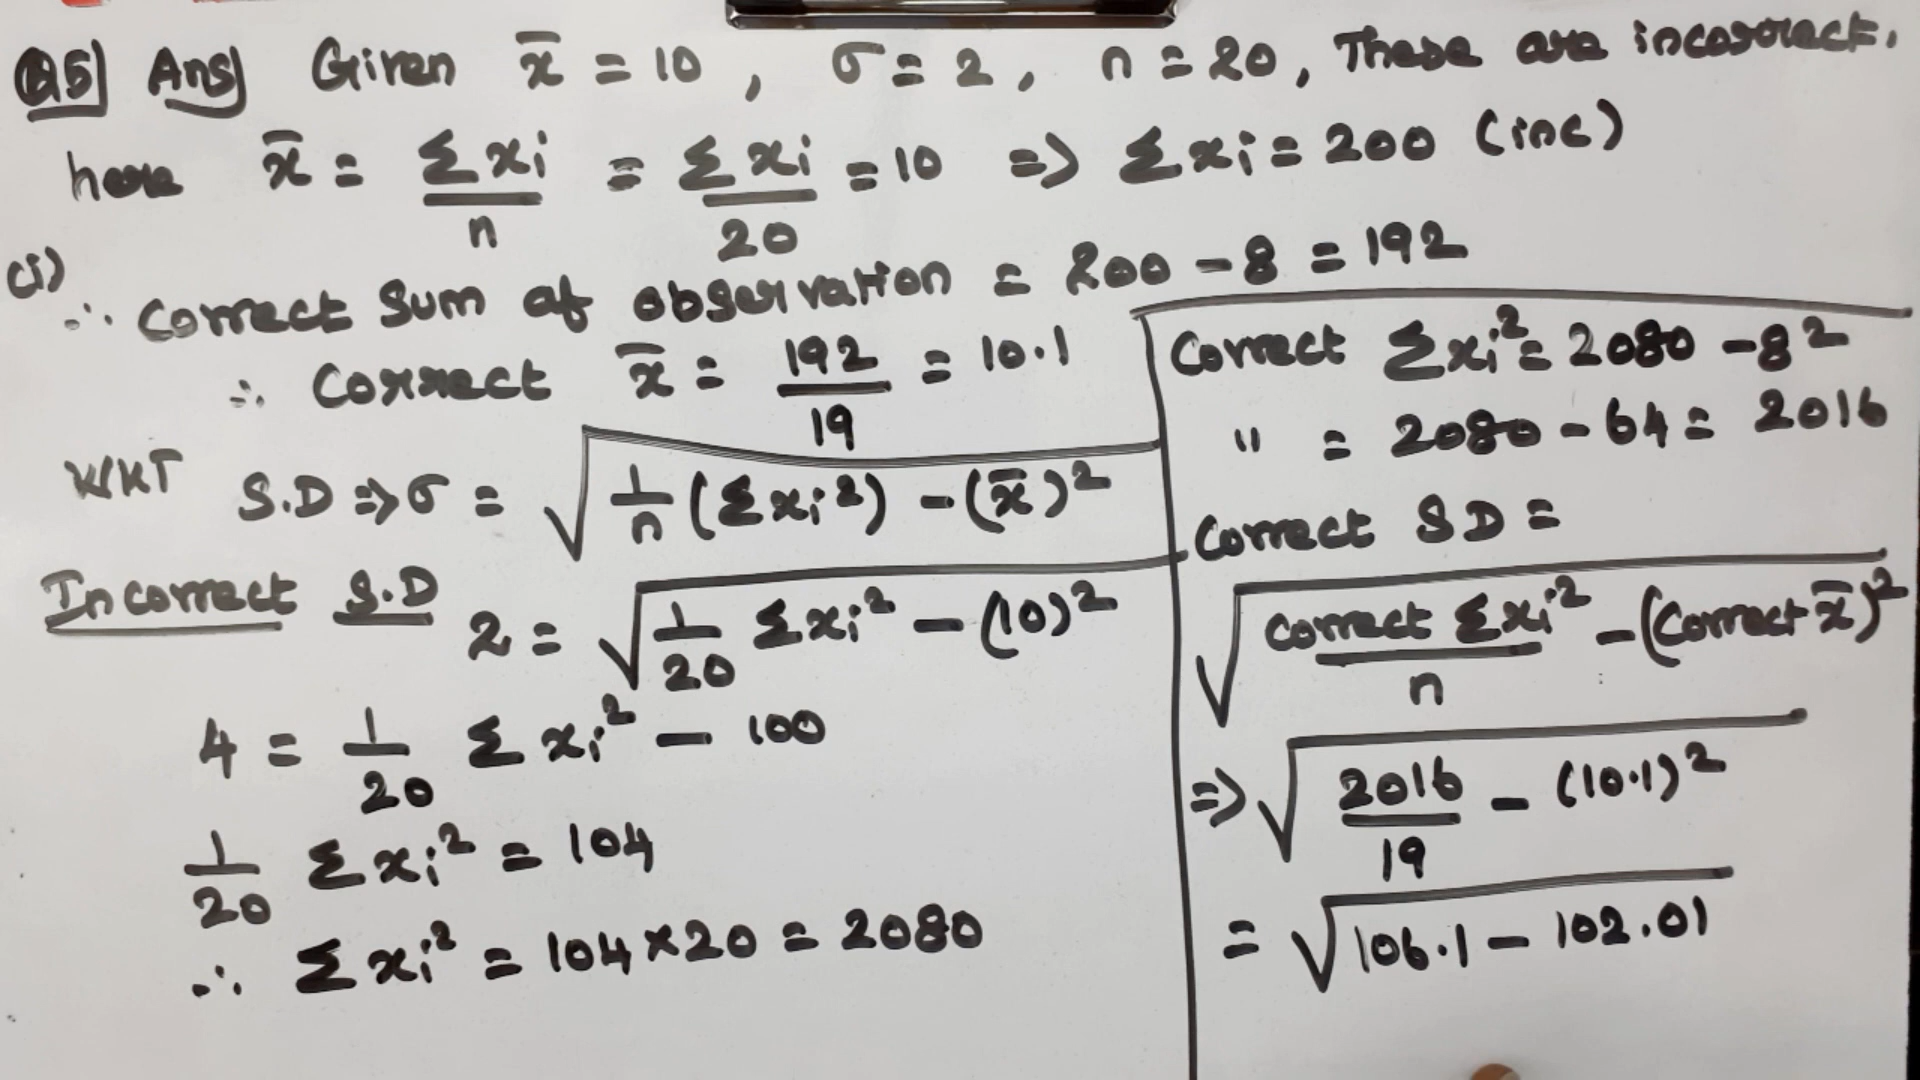 Q5) Ans) Given x̄ = 10, σ = 2, n = 20, These are incorrect.
here x̄ = Σxi/n = Σxi/20 = 10 => Σxi = 200 (inc)
(i) ∴ Correct Sum of observation = 200 - 8 = 192
∴ Correct x̄ = 192/19 = 10.1
WKT S.D => σ = √(1/n (Σxi²) - (x̄)²)
Incorrect S.D 2 = √(1/20 Σxi² - (10)²)
4 = 1/20 Σxi² - 100
1/20 Σxi² = 104
∴ Σxi² = 104 × 20 = 2080
Correct Σxi² = 2080 - 8²
" = 2080 - 64 = 2016
Correct SD =
√(correct Σxi²/n - (Correct x̄)²)
=> √(2016/19 - (10.1)²)
= √(106.1 - 102.01)